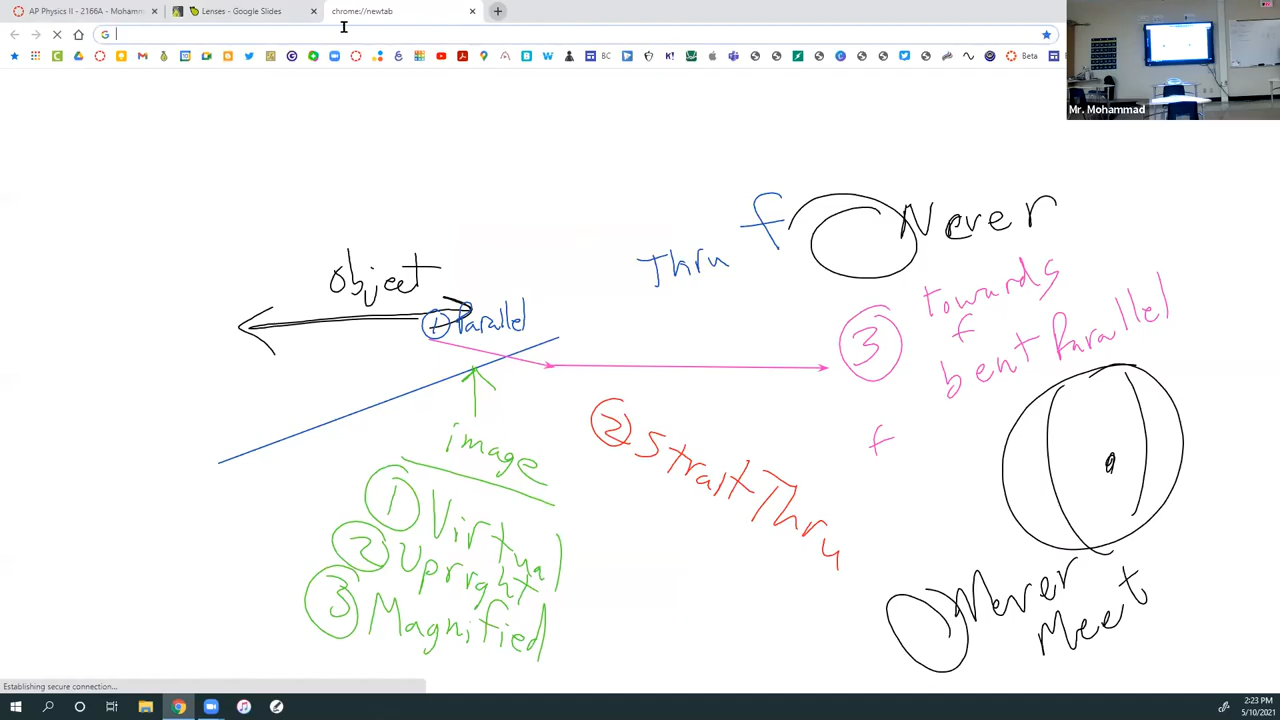 AP Physics II - 2166A - Mohamm
Lenses - Google Slides
chrome://newtab
BC
K!
Beta
Mr. Mohammad
f
Never
Thru
Object
① Parallel
③ towards
f
bent Parallel
f
image
② Strait Thru
① Virtual
② Upright
③ Magnified
Never
Meet
Establishing secure connection...
2:23 PM
5/10/2021